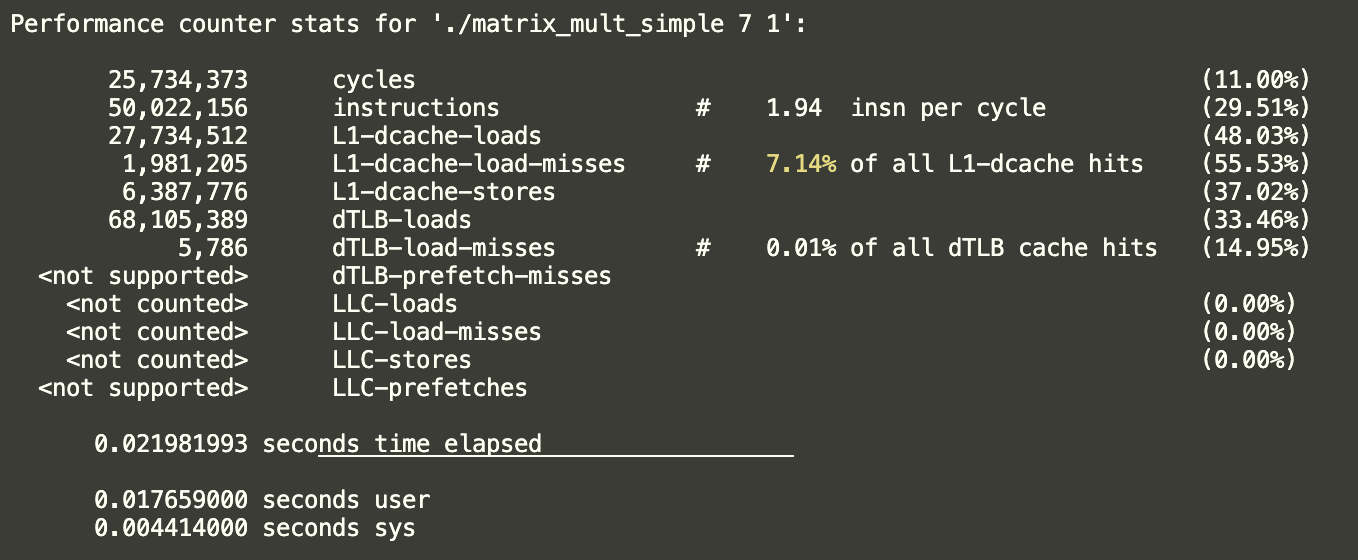 Performance counter stats for './matrix_mult_simple 7 1':
25,734,373 cycles (11.00%)
50,022,156 instructions # 1.94 insn per cycle (29.51%)
27,734,512 L1-dcache-loads (48.03%)
1,981,205 L1-dcache-load-misses # 7.14% of all L1-dcache hits (55.53%)
6,387,776 L1-dcache-stores (37.02%)
68,105,389 dTLB-loads (33.46%)
5,786 dTLB-load-misses # 0.01% of all dTLB cache hits (14.95%)
<not supported> dTLB-prefetch-misses
<not counted> LLC-loads (0.00%)
<not counted> LLC-load-misses (0.00%)
<not counted> LLC-stores (0.00%)
<not supported> LLC-prefetches
0.021981993 seconds time elapsed
0.017659000 seconds user
0.004414000 seconds sys